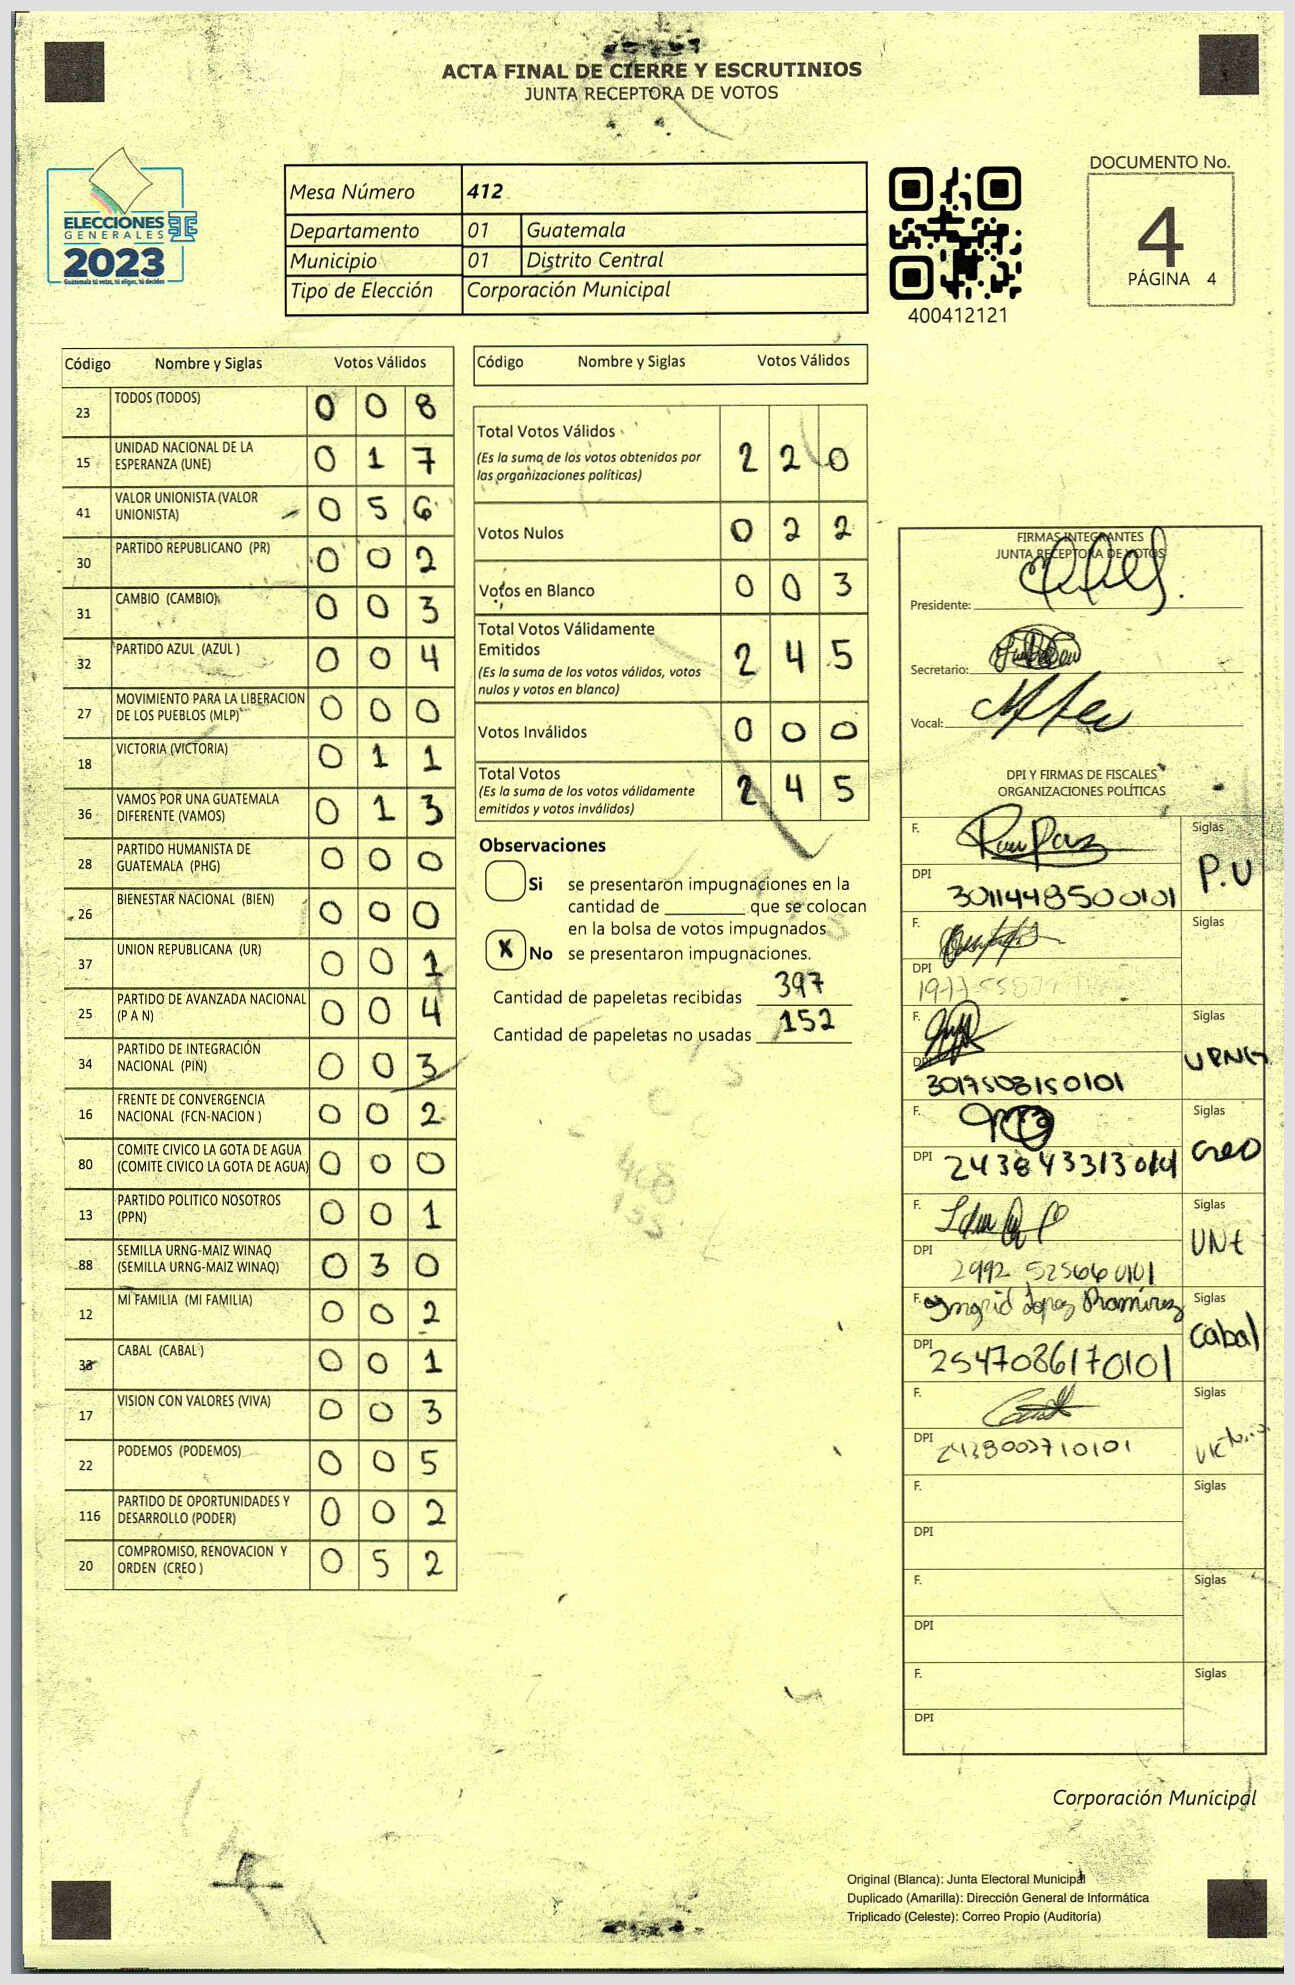 ACTA FINAL DE CIERRE Y ESCRUTINIOS
JUNTA RECEPTORA DE VOTOS
ELECCIONES
GENERALES
2023
Guatemala tú votas, tú eliges, tú decides
Mesa Número 412
Departamento 01 Guatemala
Municipio 01 Distrito Central
Tipo de Elección Corporación Municipal
400412121
DOCUMENTO No.
4
PÁGINA 4
Código Nombre y Siglas Votos Válidos
23 TODOS (TODOS) 0 0 8
15 UNIDAD NACIONAL DE LA
ESPERANZA (UNE) 0 1 7
41 VALOR UNIONISTA (VALOR
UNIONISTA) 0 5 6
30 PARTIDO REPUBLICANO (PR) 0 0 2
31 CAMBIO (CAMBIO) 0 0 3
32 PARTIDO AZUL (AZUL ) 0 0 4
27 MOVIMIENTO PARA LA LIBERACION
DE LOS PUEBLOS (MLP) 0 0 0
18 VICTORIA (VICTORIA) 0 1 1
36 VAMOS POR UNA GUATEMALA
DIFERENTE (VAMOS) 0 1 3
28 PARTIDO HUMANISTA DE
GUATEMALA (PHG) 0 0 0
26 BIENESTAR NACIONAL (BIEN) 0 0 0
37 UNION REPUBLICANA (UR) 0 0 1
25 PARTIDO DE AVANZADA NACIONAL
(P A N) 0 0 4
34 PARTIDO DE INTEGRACIÓN
NACIONAL (PIN) 0 0 3
16 FRENTE DE CONVERGENCIA
NACIONAL (FCN-NACION ) 0 0 2
80 COMITE CIVICO LA GOTA DE AGUA
(COMITE CIVICO LA GOTA DE AGUA) 0 0 0
13 PARTIDO POLITICO NOSOTROS
(PPN) 0 0 1
88 SEMILLA URNG-MAIZ WINAQ
(SEMILLA URNG-MAIZ WINAQ) 0 3 0
12 MI FAMILIA (MI FAMILIA) 0 0 2
CABAL (CABAL ) 0 0 1
17 VISION CON VALORES (VIVA) 0 0 3
22 PODEMOS (PODEMOS) 0 0 5
116 PARTIDO DE OPORTUNIDADES Y
DESARROLLO (PODER) 0 0 2
20 COMPROMISO, RENOVACION Y
ORDEN (CREO ) 0 5 2
Código Nombre y Siglas Votos Válidos
Total Votos Válidos
(Es la suma de los votos obtenidos por
las organizaciones políticas) 2 2 0
Votos Nulos 0 2 2
Votos en Blanco 0 0 3
Total Votos Válidamente
Emitidos
(Es la suma de los votos válidos, votos
nulos y votos en blanco) 2 4 5
Votos Inválidos 0 0 0
Total Votos
(Es la suma de los votos válidamente
emitidos y votos inválidos) 2 4 5
Observaciones
Si se presentaron impugnaciones en la
cantidad de ________ que se colocan
en la bolsa de votos impugnados
X No se presentaron impugnaciones.
Cantidad de papeletas recibidas 397
Cantidad de papeletas no usadas 152
FIRMAS INTEGRANTES
JUNTA RECEPTORA DE VOTOS
Presidente:
Secretario:
Vocal:
DPI Y FIRMAS DE FISCALES
ORGANIZACIONES POLÍTICAS
F. Siglas
P.U
DPI 3011448500101
F. Siglas
DPI
F. Siglas
URNG
DPI 3017508150101
F. Siglas
Creo
DPI
F. Siglas
UNE
DPI 2992 52566 0101
F. Ingrid Lopez Ramirez Siglas
Cabal
DPI 2547086170101
F. Siglas
Victoria
DPI
F. Siglas
DPI
F. Siglas
DPI
F. Siglas
DPI
Corporación Municipal
Original (Blanca): Junta Electoral Municipal
Duplicado (Amarilla): Dirección General de Informática
Triplicado (Celeste): Correo Propio (Auditoría)